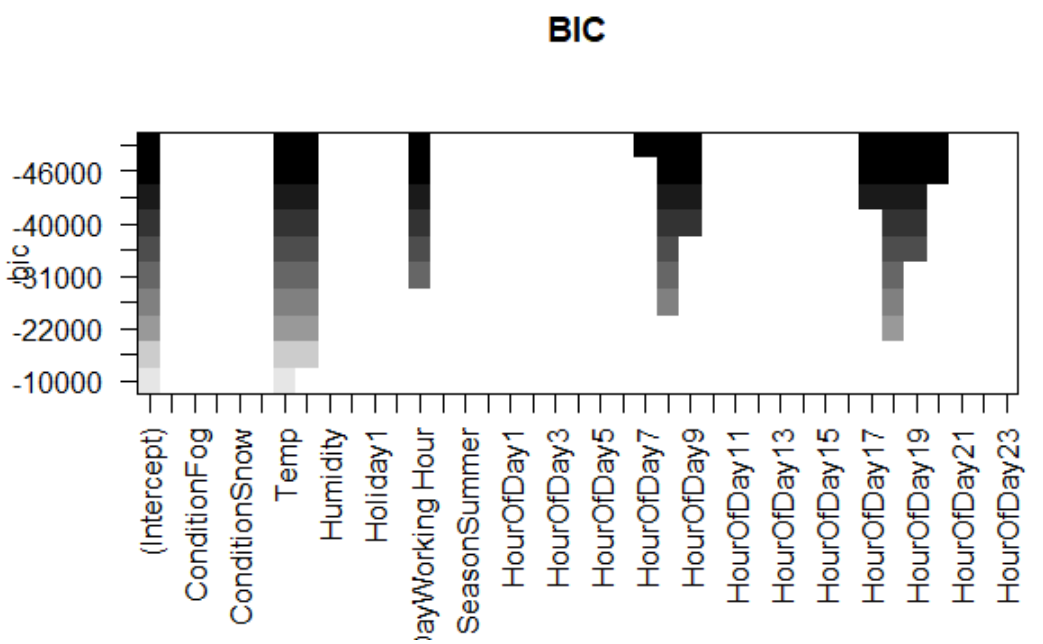 BIC
bic
-46000
-40000
-31000
-22000
-10000
(Intercept)
ConditionFog
ConditionSnow
Temp
Humidity
Holiday1
DayWorking Hour
SeasonSummer
HourOfDay1
HourOfDay3
HourOfDay5
HourOfDay7
HourOfDay9
HourOfDay11
HourOfDay13
HourOfDay15
HourOfDay17
HourOfDay19
HourOfDay21
HourOfDay23